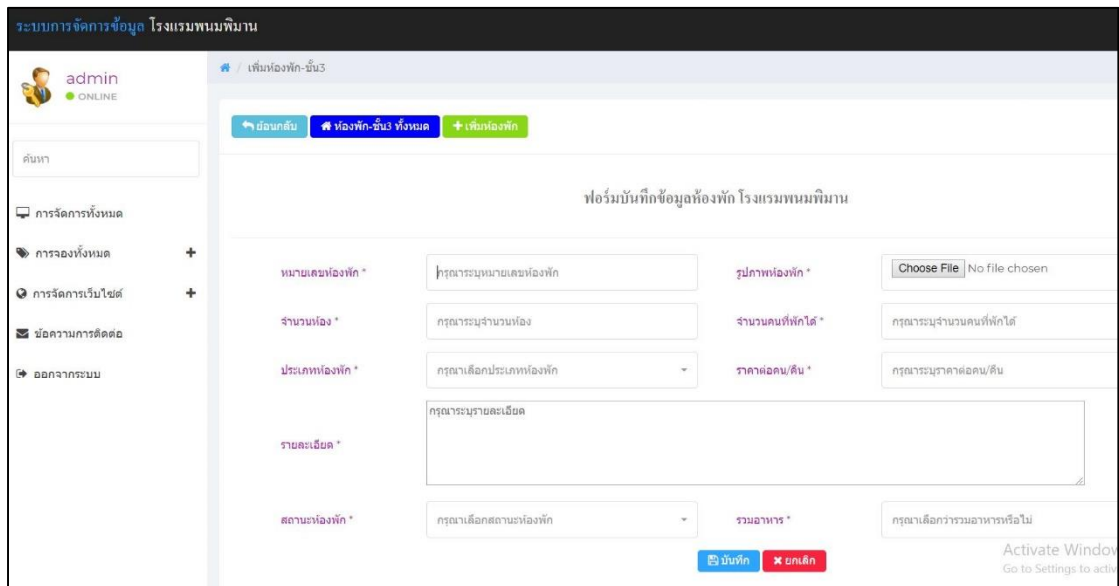 ระบบการจัดการข้อมูล โรงแรมพนมพิมาน
admin
ONLINE
ค้นหา
การจัดการทั้งหมด
การจองทั้งหมด +
การจัดการเว็บไซต์ +
ข้อความการติดต่อ
ออกจากระบบ
/ เพิ่มห้องพัก-ชั้น3
ย้อนกลับ ห้องพัก-ชั้น3 ทั้งหมด +เพิ่มห้องพัก
ฟอร์มบันทึกข้อมูลห้องพัก โรงแรมพนมพิมาน
หมายเลขห้องพัก * กรุณาระบุหมายเลขห้องพัก รูปภาพห้องพัก * Choose File No file chosen
จำนวนห้อง * กรุณาระบุจำนวนห้อง จำนวนคนที่พักได้ * กรุณาระบุจำนวนคนที่พักได้
ประเภทห้องพัก * กรุณาเลือกประเภทห้องพัก ราคาต่อคน/คืน * กรุณาระบุราคาต่อคน/คืน
รายละเอียด * กรุณาระบุรายละเอียด
สถานะห้องพัก * กรุณาเลือกสถานะห้องพัก รวมอาหาร * กรุณาเลือกว่ารวมอาหารหรือไม่
บันทึก ยกเลิก
Activate Window
Go to Settings to activ